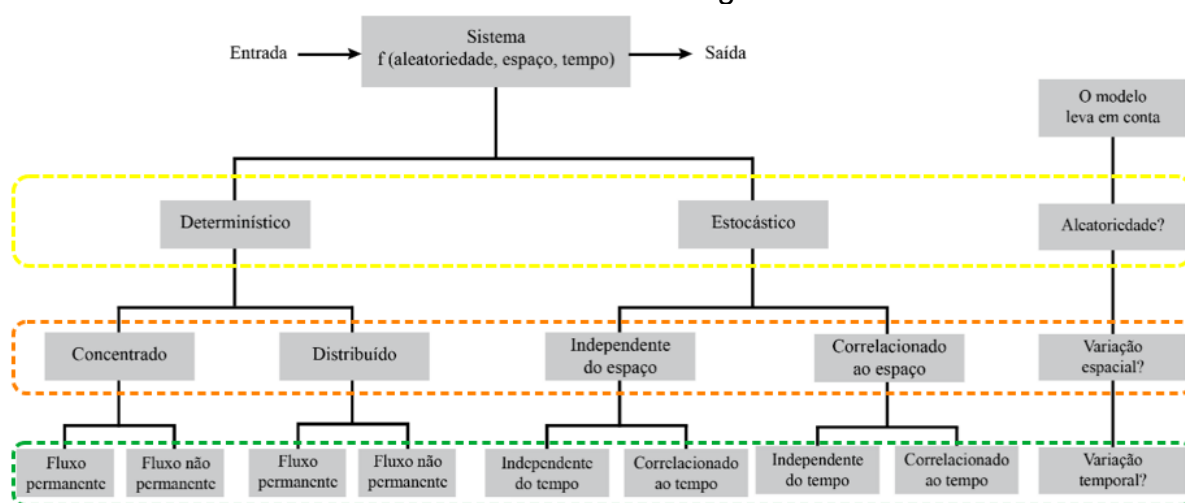 Sistema
Entrada
f (aleatoriedade, espaço, tempo)
Saída
O modelo
leva em conta
Determinístico
Estocástico
Aleatoriedade?
Concentrado
Distribuído
Independente
do espaço
Correlacionado
ao espaço
Variação
espacial?
Fluxo
permanente
Fluxo não
permanente
Fluxo
permanente
Fluxo não
permanente
Independente
do tempo
Correlacionado
ao tempo
Independente
do tempo
Correlacionado
ao tempo
Variação
temporal?